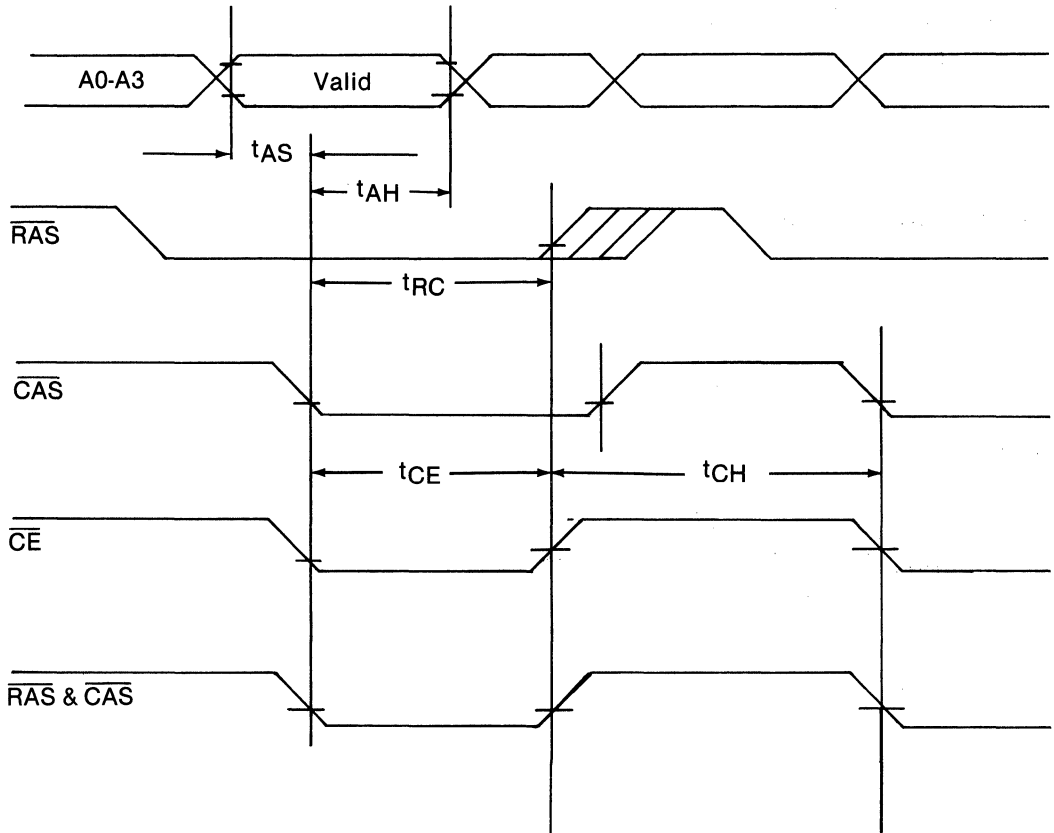 A0-A3 Valid
tAS
tAH
RAS
tRC
CAS
tCE tCH
CE
RAS & CAS